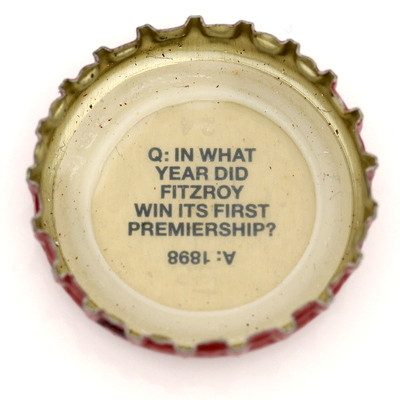 Q: IN WHAT
YEAR DID
FITZROY
WIN ITS FIRST
PREMIERSHIP?
A: 1898